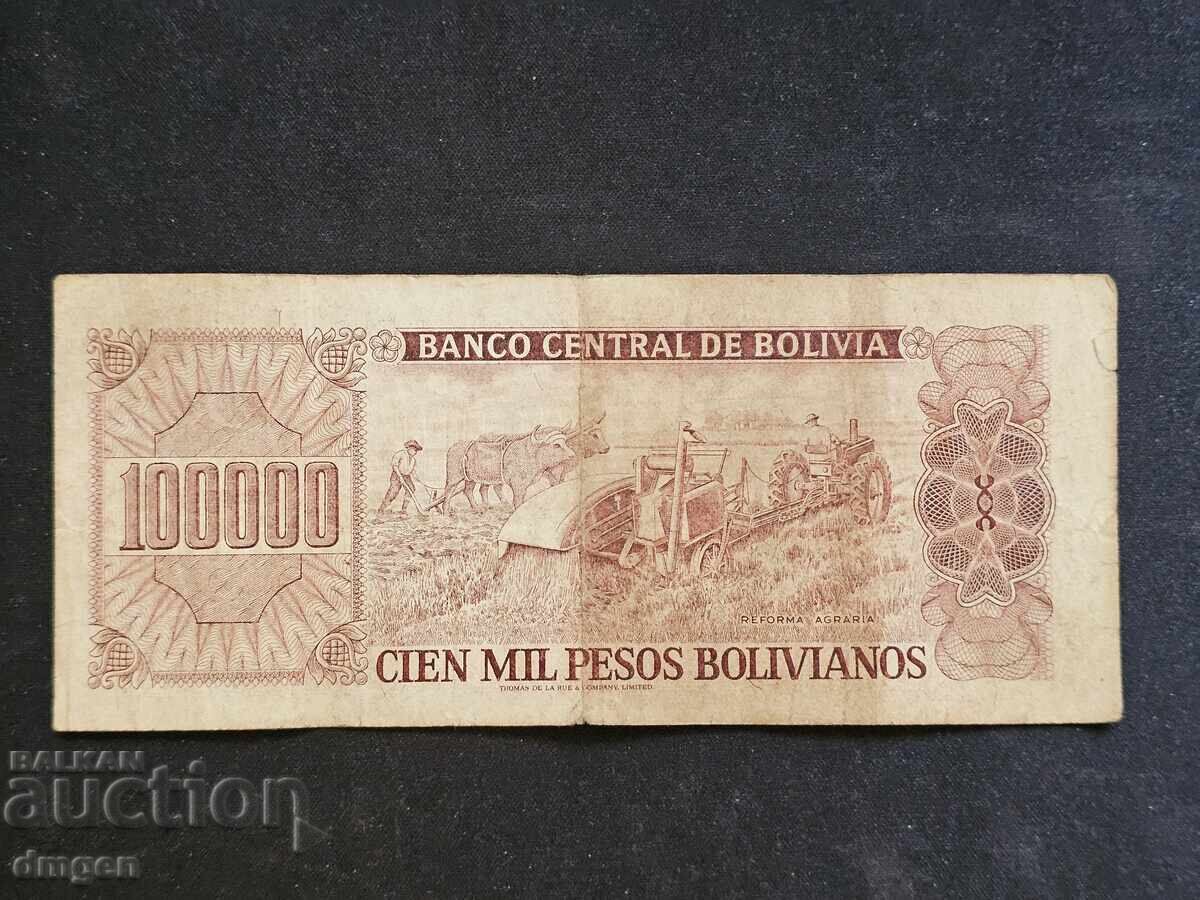 BANCO CENTRAL DE BOLIVIA
100000
REFORMA AGRARIA
CIEN MIL PESOS BOLIVIANOS
THOMAS DE LA RUE & COMPANY, LIMITED.
BALKAN
auction
dmgen